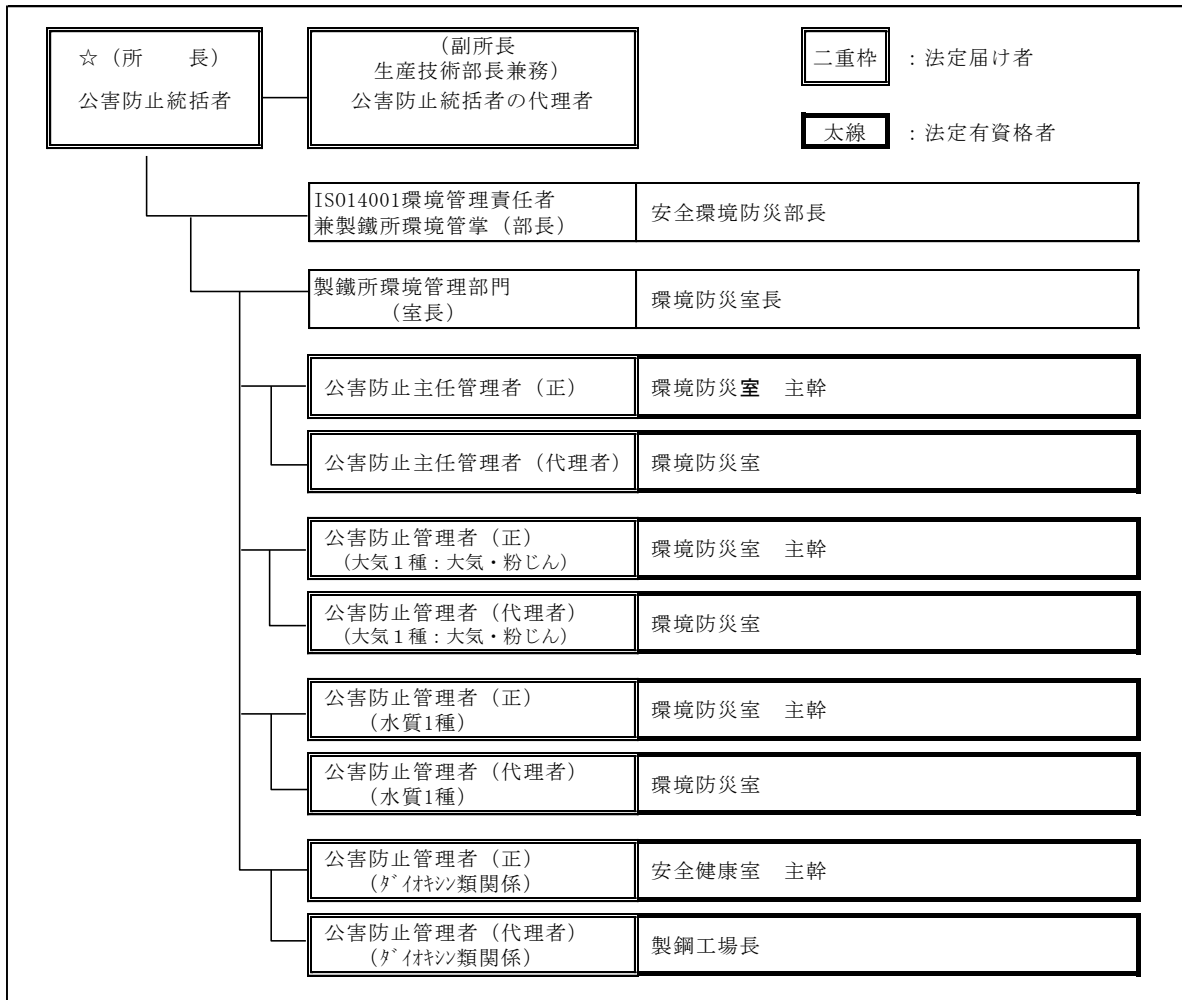 ☆（所　　長）
公害防止統括者
（副所長
生産技術部長兼務）
公害防止統括者の代理者
二重枠 ：法定届け者
太線 ：法定有資格者
ISO14001環境管理責任者
兼製鐵所環境管掌（部長）
安全環境防災部長
製鐵所環境管理部門
（室長）
環境防災室長
公害防止主任管理者（正）
環境防災室　主幹
公害防止主任管理者（代理者）
環境防災室
公害防止管理者（正）
（大気１種：大気・粉じん）
環境防災室　主幹
公害防止管理者（代理者）
（大気１種：大気・粉じん）
環境防災室
公害防止管理者（正）
（水質1種）
環境防災室　主幹
公害防止管理者（代理者）
（水質1種）
環境防災室
公害防止管理者（正）
（ﾀﾞｲｵｷｼﾝ類関係）
安全健康室　主幹
公害防止管理者（代理者）
（ﾀﾞｲｵｷｼﾝ類関係）
製鋼工場長